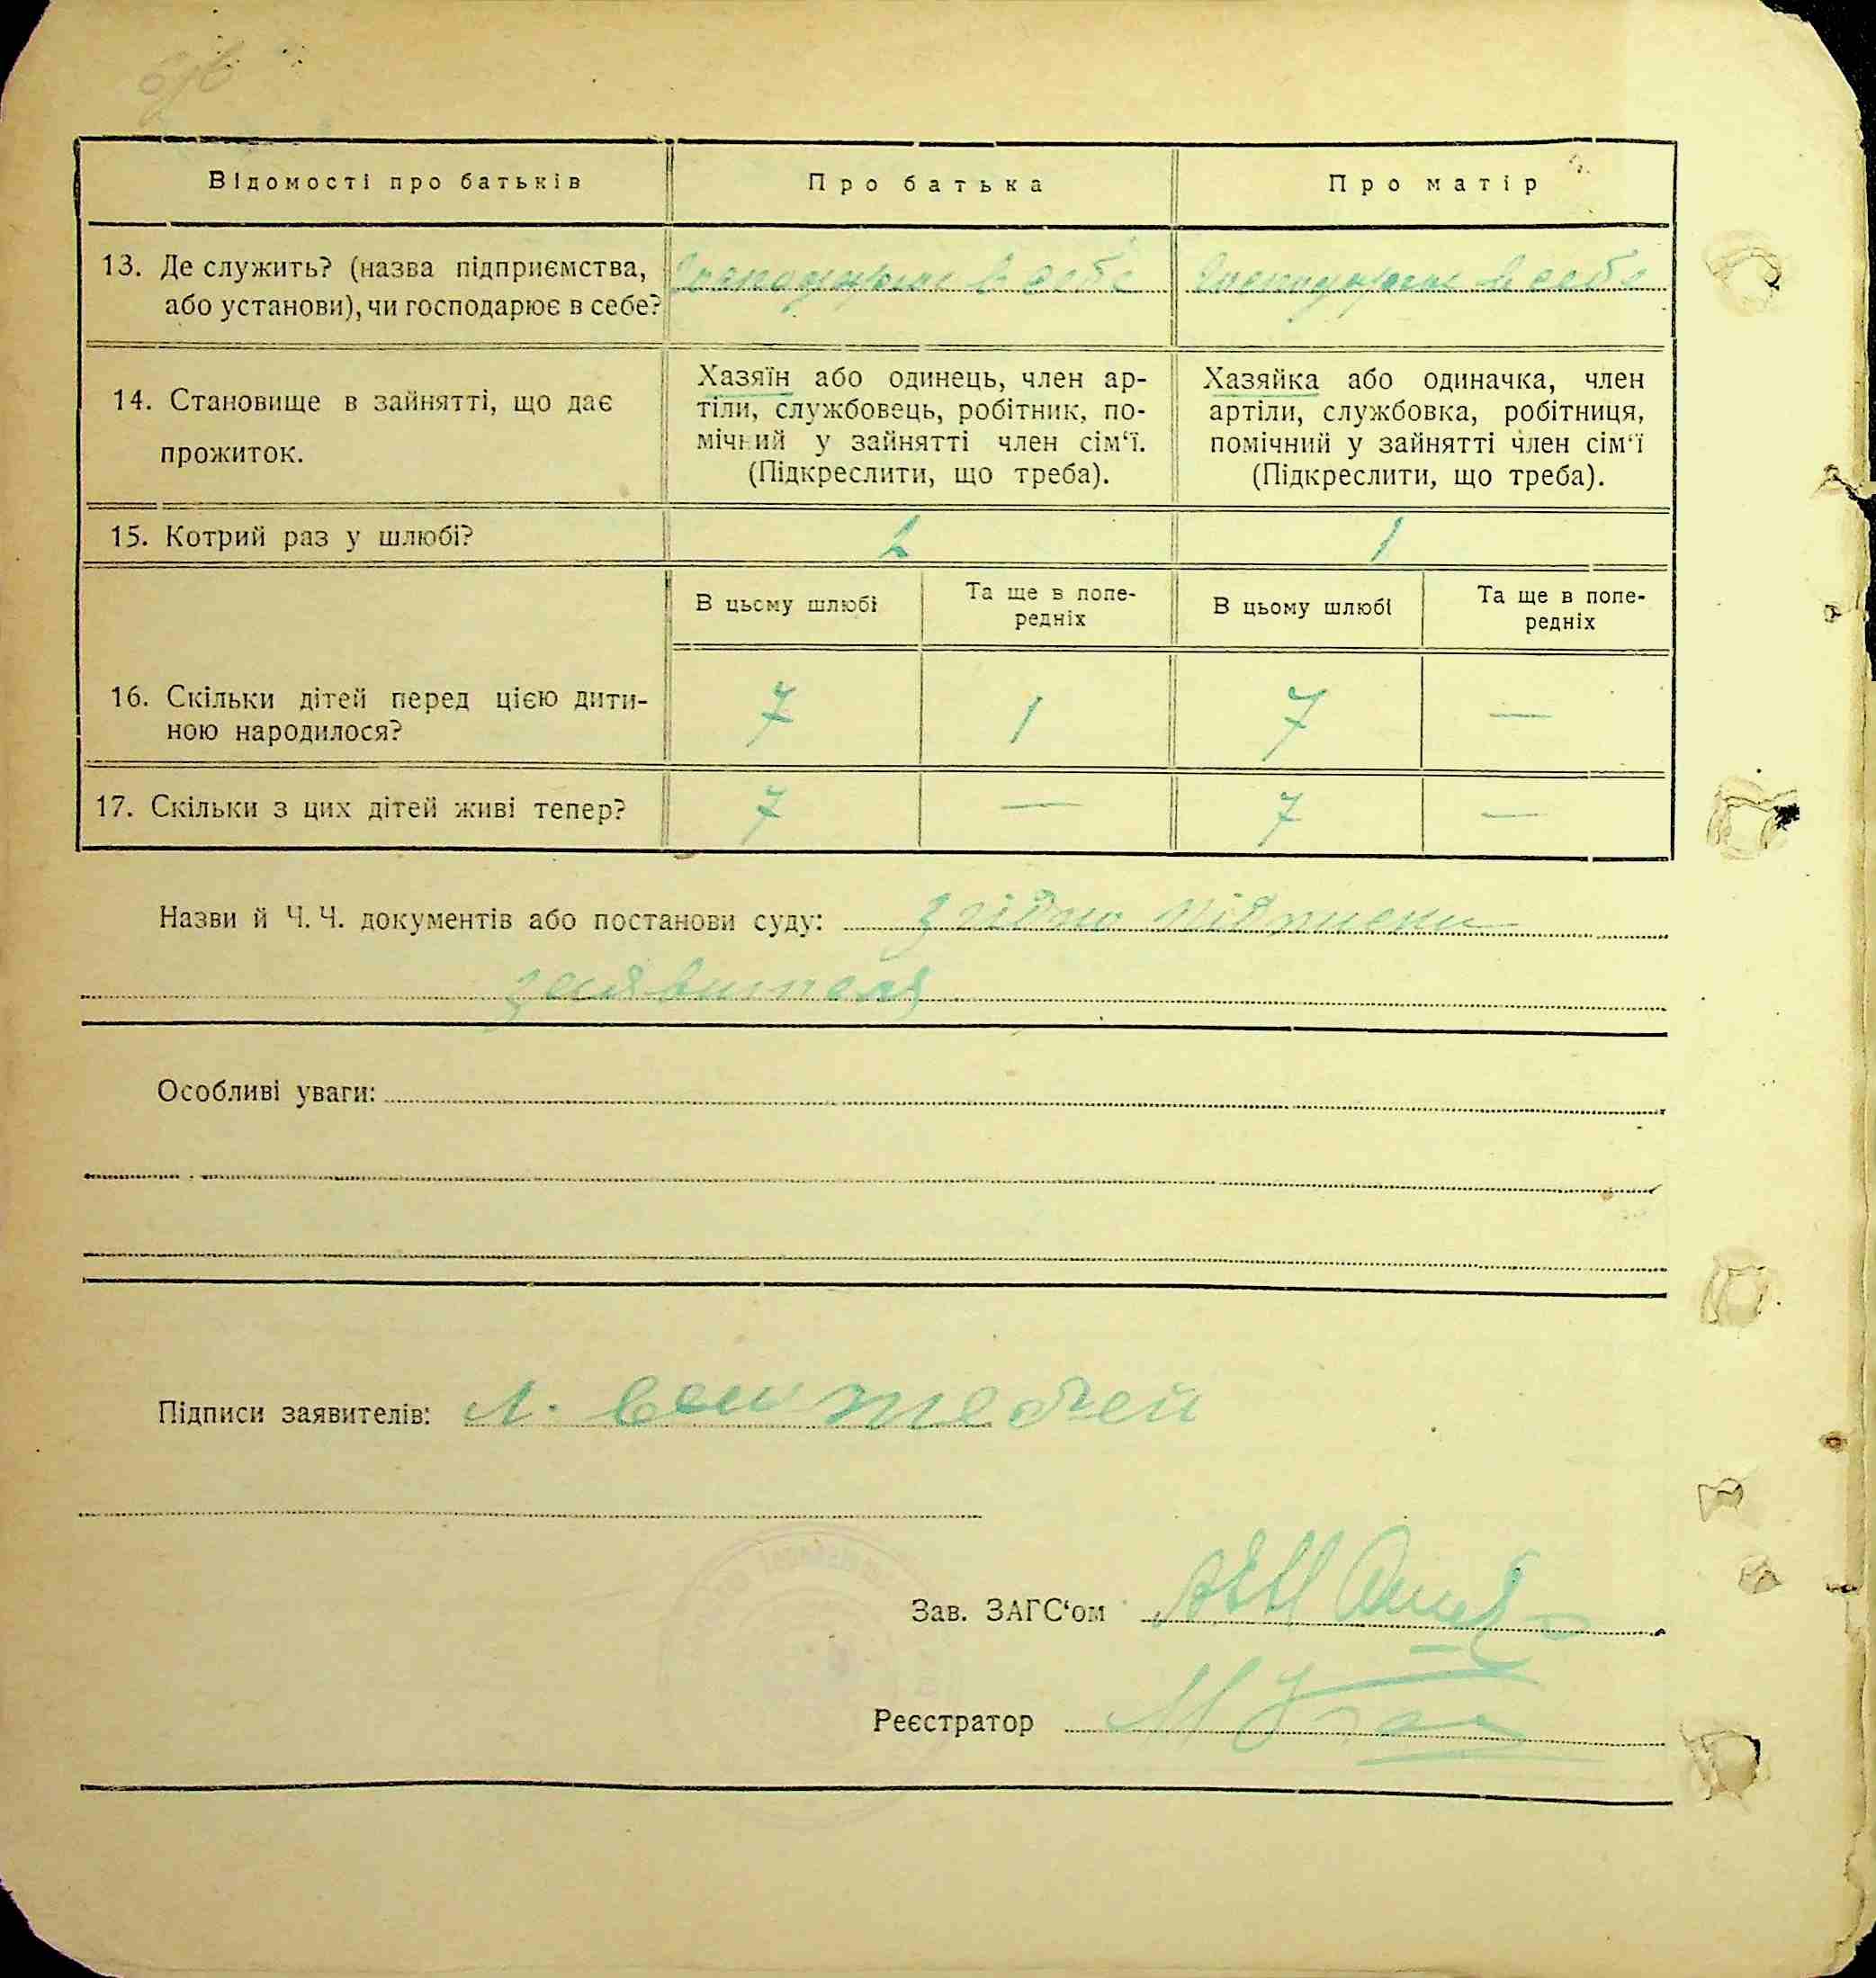 Відомості про батьків
Про батька
Про матір
13. Де служить? (назва підприємства, або установи), чи господарює в себе?
в себе
в себе
14. Становище в зайнятті, що дає прожиток.
Хазяїн або одинець, член ар-
тіли, службовець, робітник, по-
мічний у зайнятті член сім‘ї.
(Підкреслити, що треба).
Хазяйка або одиначка, член
артіли, службовка, робітниця,
помічний у зайнятті член сім‘ї
(Підкреслити, що треба).
15. Котрий раз у шлюбі?
2
1
В цьому шлюбі
Та ще в попе-
редніх
В цьому шлюбі
Та ще в попе-
редніх
16. Скільки дітей перед цією дити-
ною народилося?
7
1
7
—
17. Скільки з цих дітей живі тепер?
7
—
7
—
Назви й Ч. Ч. документів або постанови суду: згідно підписки
заявителя
Особливі уваги:
Підписи заявителів:
Зав. ЗАГС‘ом
Реєстратор